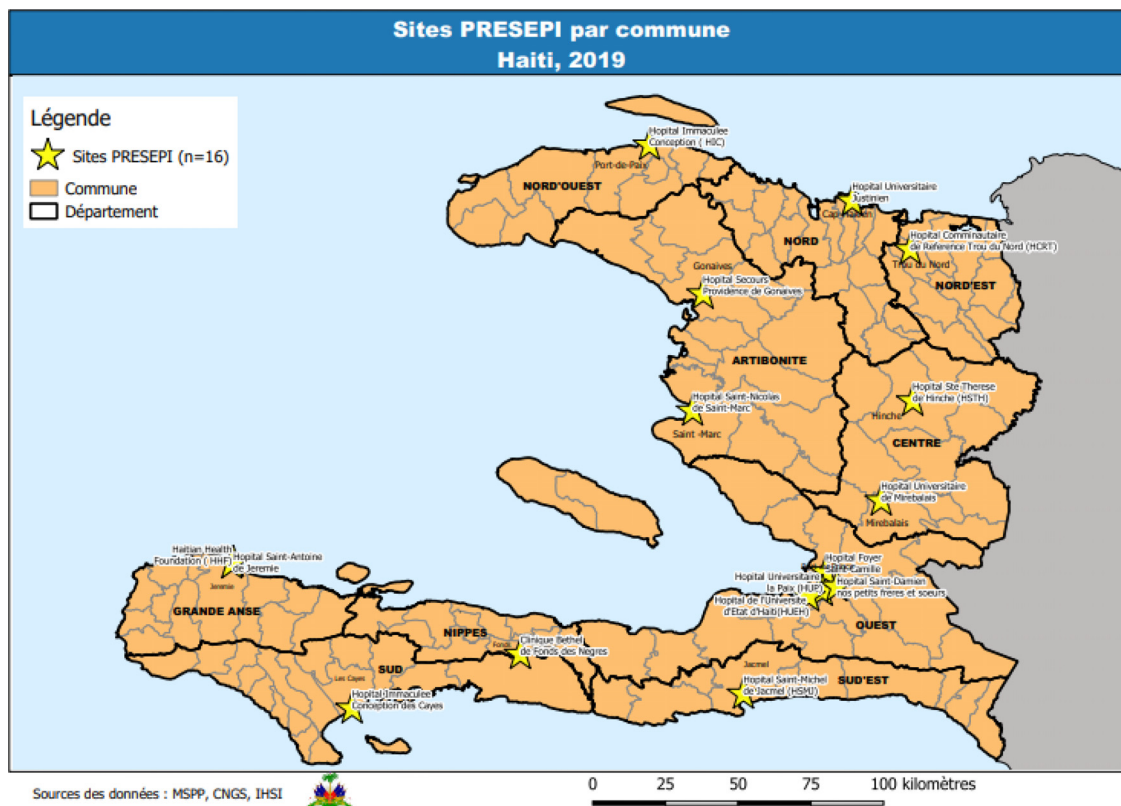 Sites PRESEPI par commune
Haiti, 2019
Légende
Sites PRESEPI (n=16)
Commune
Département
Hopital Immaculee
Conception ( HIC)
Port-de-Paix
NORD'OUEST
Hopital Universitaire
Justinien
NORD
Hopital Comminautaire
de Reference Trou du Nord (HCRT)
Trou du Nord
NORD'EST
Gonaives
Hopital Secours
Providence de Gonaives
ARTIBONITE
Hopital Ste Therese
de Hinche (HSTH)
Hinche
Hopital Saint-Nicolas
de Saint-Marc
Saint -Marc
CENTRE
Hopital Universitaire
de Mirebalais
Mirebalais
Haitian Health
Foundation ( HHF)
Hopital Saint-Antoine
de Jeremie
Jeremie
GRANDE ANSE
Hopital Foyer
Saint-Camille
Hopital Universitaire
la Paix (HUP)
Hopital Saint-Damien
nos petits freres et soeurs
Hopital de l'Universite
d'Etat d'Haiti(HUEH)
OUEST
NIPPES
Fonds
Clinique Bethel
de Fonds des Negres
SUD
Les Cayes
Hopital Immaculee
Conception des Cayes
Jacmel
Hopital Saint-Michel
de Jacmel (HSMJ)
SUD'EST
Sources des données : MSPP, CNGS, IHSI
0 25 50 75 100 kilomètres